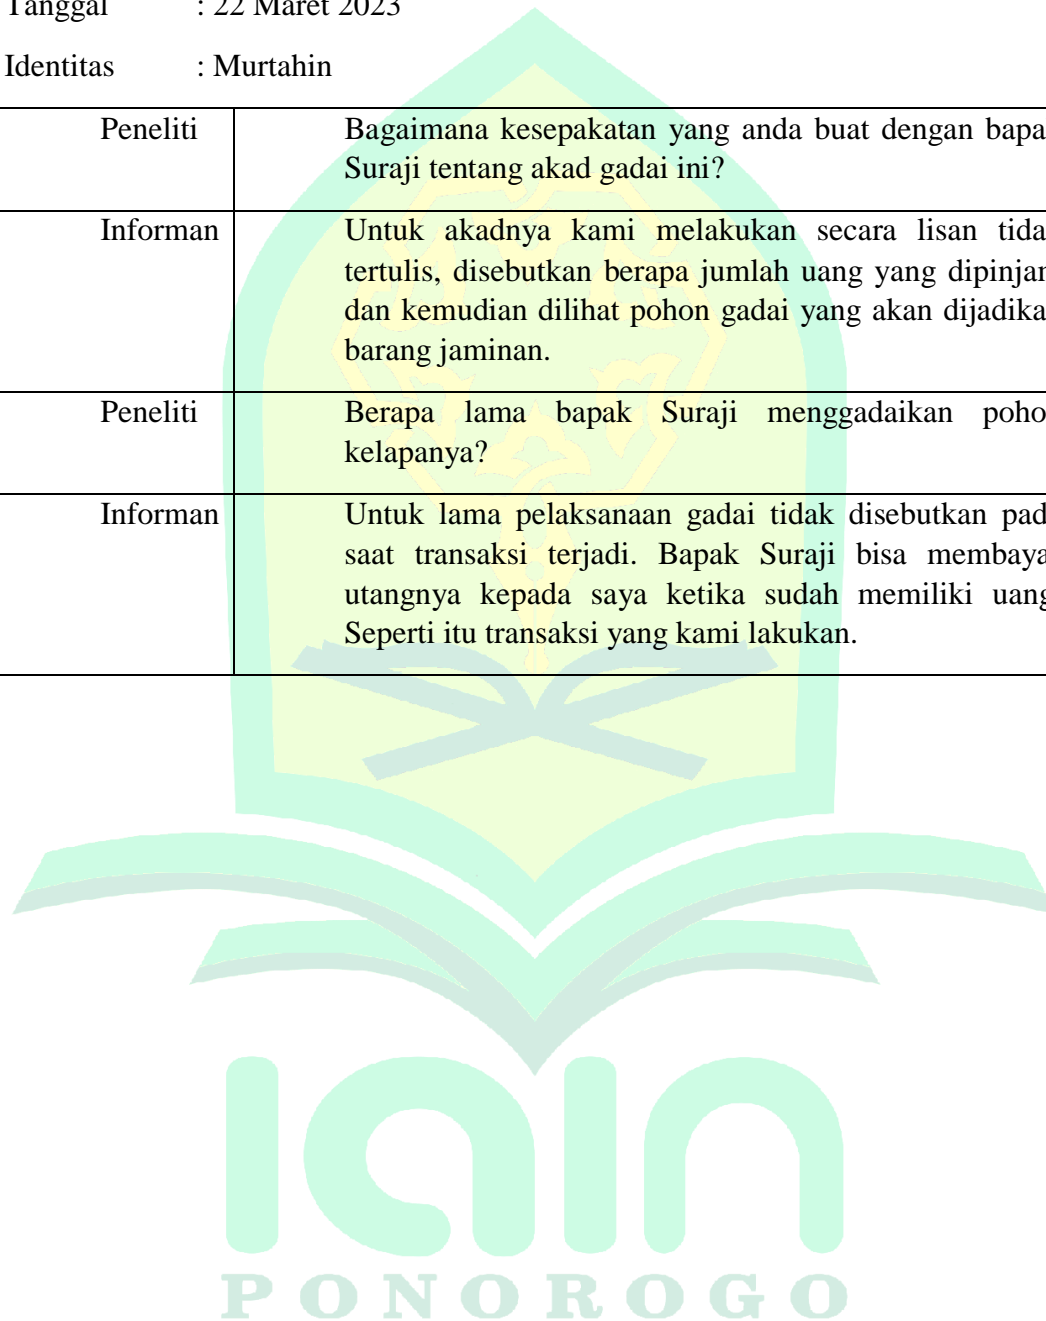 Tanggal : 22 Maret 2023
Identitas : Murtahin
Peneliti Bagaimana kesepakatan yang anda buat dengan bapa
Suraji tentang akad gadai ini?
Informan Untuk akadnya kami melakukan secara lisan tida
tertulis, disebutkan berapa jumlah uang yang dipinjam
dan kemudian dilihat pohon gadai yang akan dijadika
barang jaminan.
Peneliti Berapa lama bapak Suraji menggadaikan poho
kelapanya?
Informan Untuk lama pelaksanaan gadai tidak disebutkan pad
saat transaksi terjadi. Bapak Suraji bisa membaya
utangnya kepada saya ketika sudah memiliki uang
Seperti itu transaksi yang kami lakukan.
iain
PONOROGO